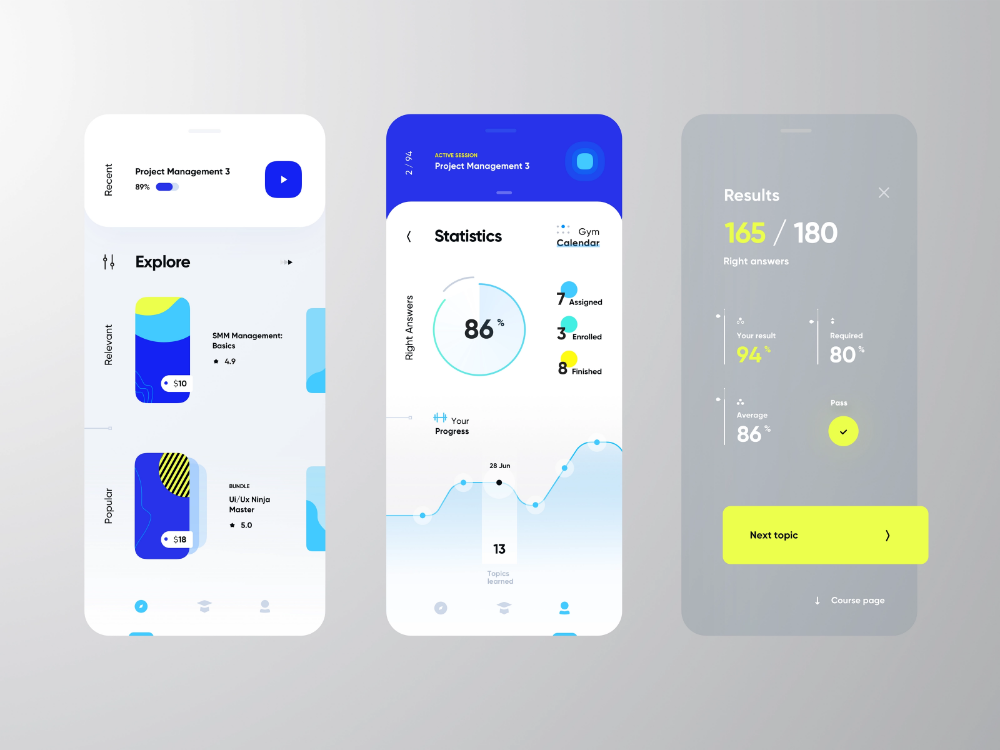 Recent
Project Management 3
89%
Explore
Relevant
SMM Management:
Basics
4.9
$10
Popular
BUNDLE
Ui/Ux Ninja
Master
5.0
$18
2 / 94
ACTIVE SESSION
Project Management 3
Statistics
Gym
Calendar
Right Answers
86%
7 Assigned
3 Enrolled
8 Finished
Your
Progress
28 Jun
13
Topics
learned
Results
165 / 180
Right answers
Your result
94%
Required
80%
Average
86%
Pass
Next topic
Course page